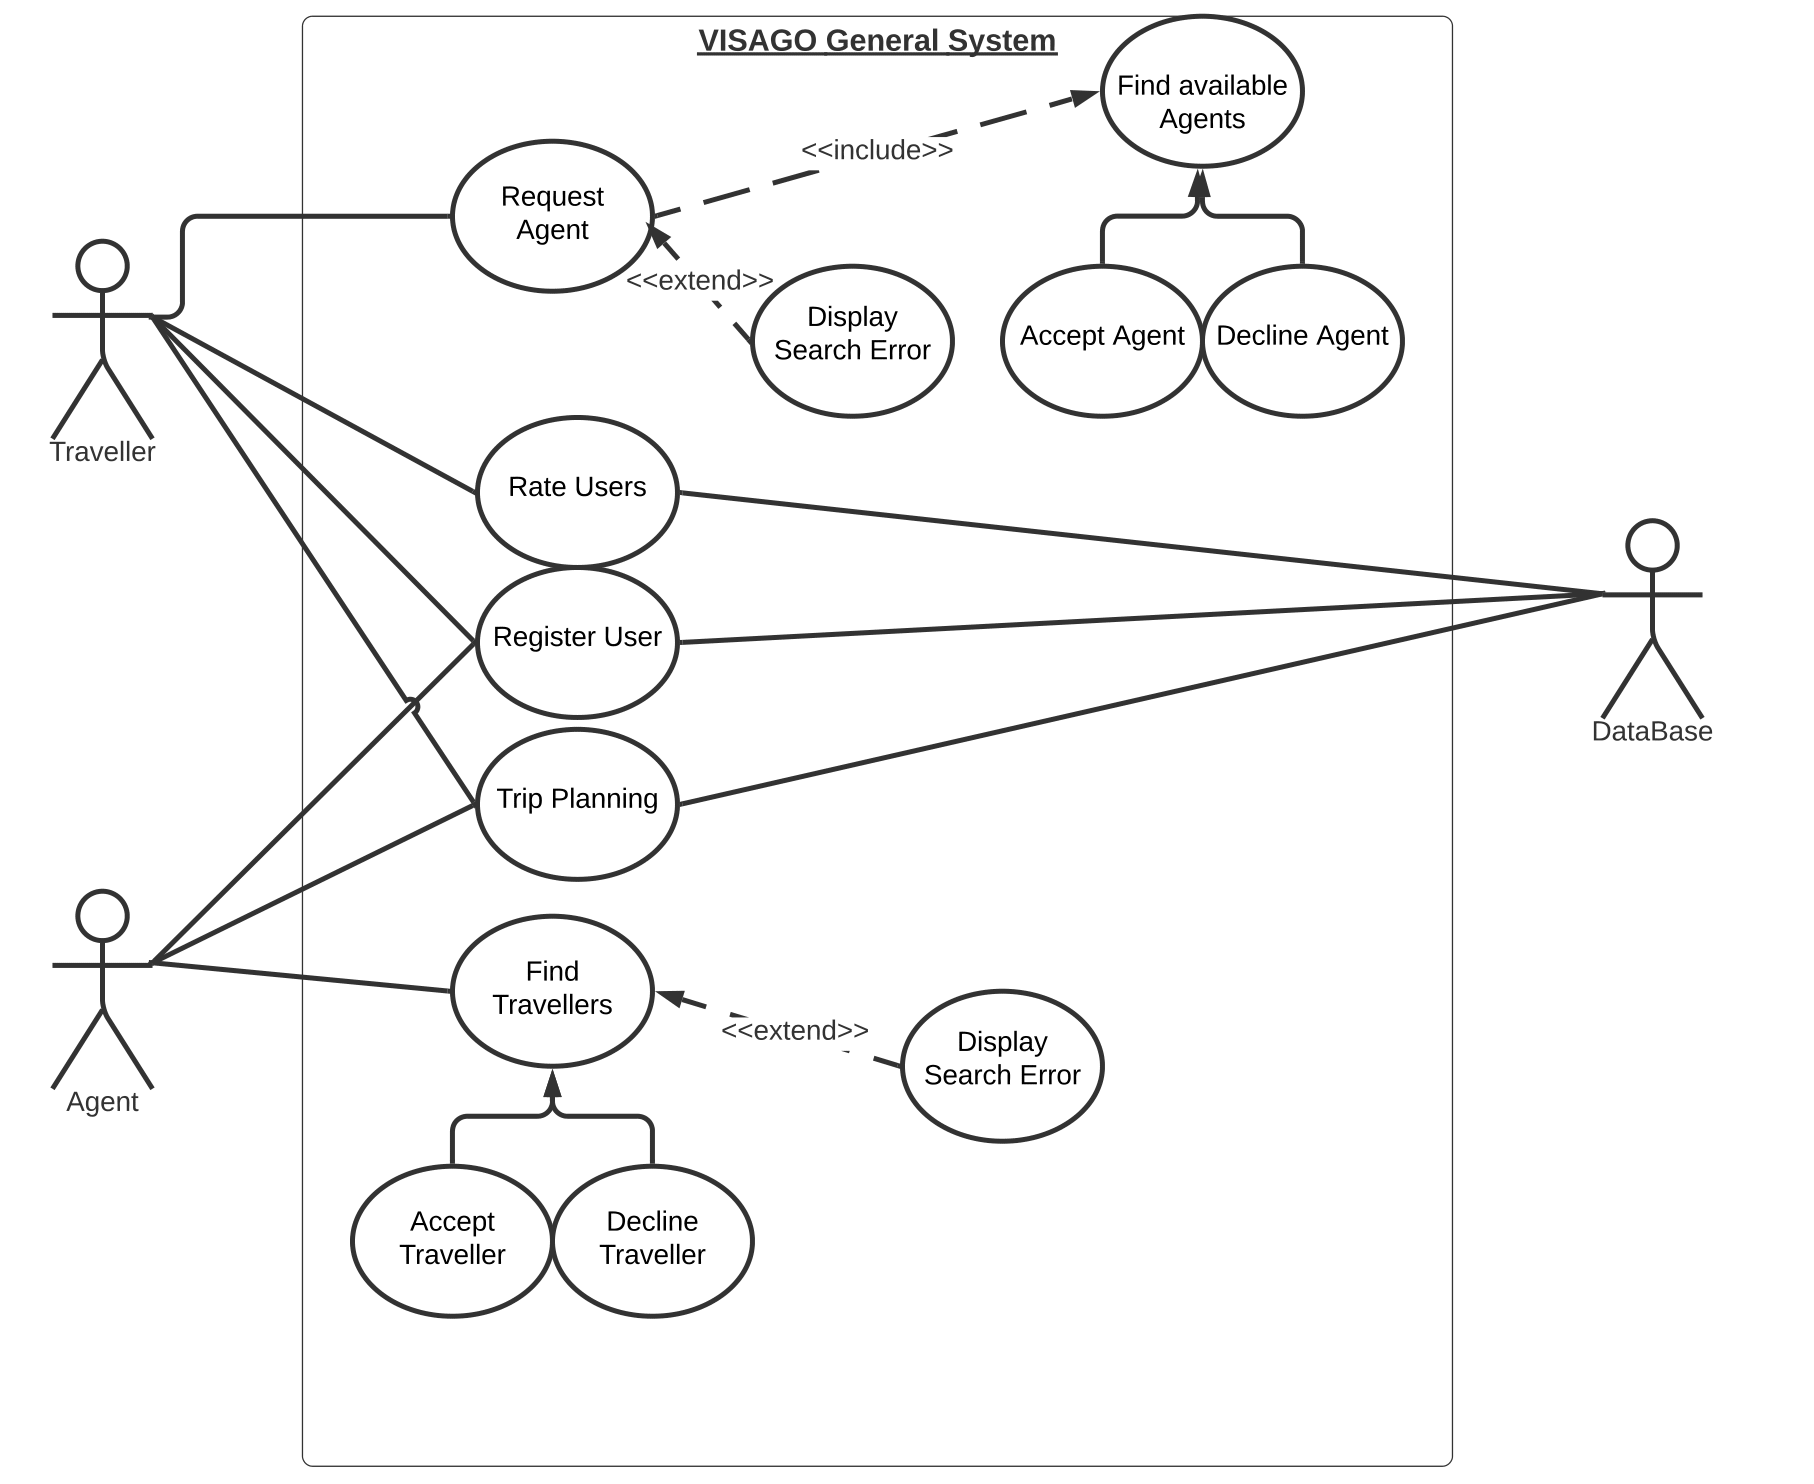 VISAGO General System
Find available
Agents
<<include>>
Request
Agent
<<extend>>
Display
Search Error
Accept Agent
Decline Agent
Traveller
Rate Users
Register User
DataBase
Trip Planning
Find
Travellers
<<extend>>
Display
Search Error
Agent
Accept
Traveller
Decline
Traveller